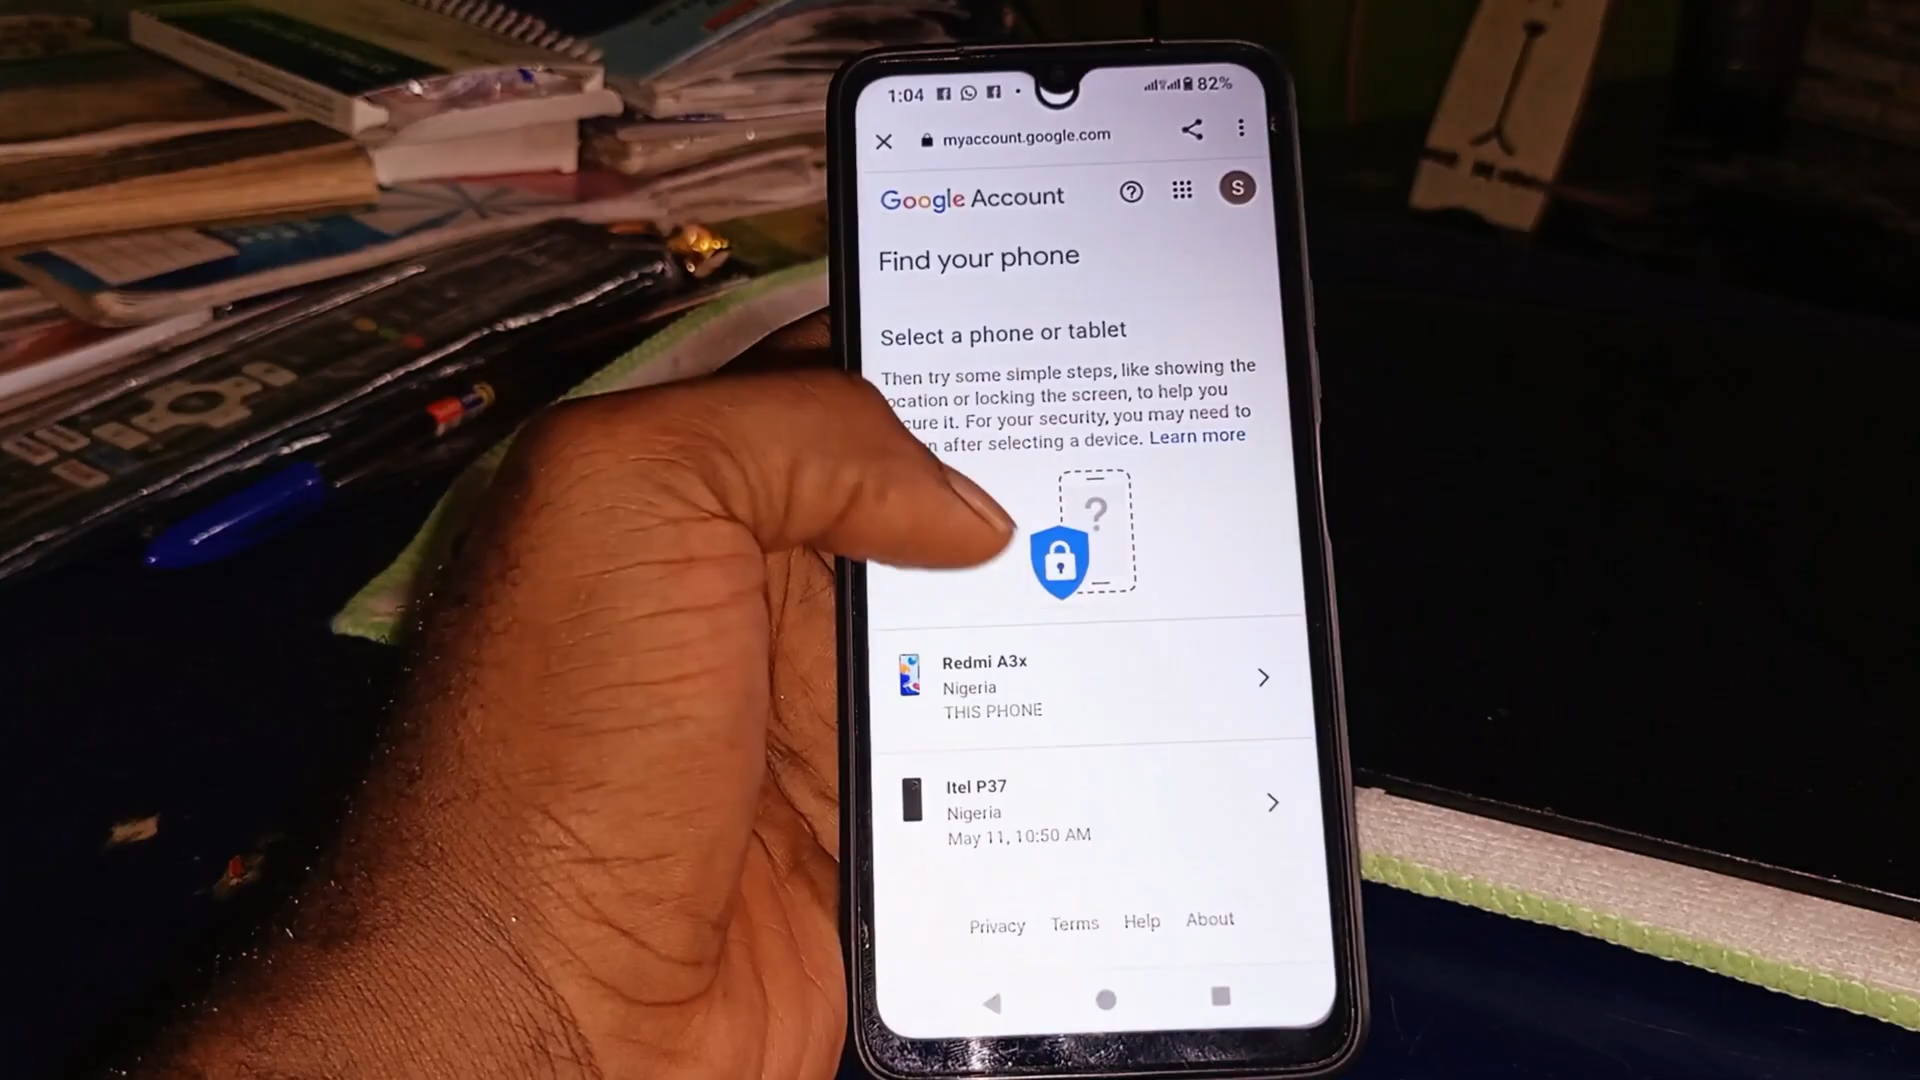 1:04
82%
myaccount.google.com
Google Account
S
Find your phone
Select a phone or tablet
Then try some simple steps, like showing the
ocation or locking the screen, to help you
cure it. For your security, you may need to
n after selecting a device. Learn more
?
Redmi A3x
Nigeria
THIS PHONE
Itel P37
Nigeria
May 11, 10:50 AM
Privacy Terms Help About